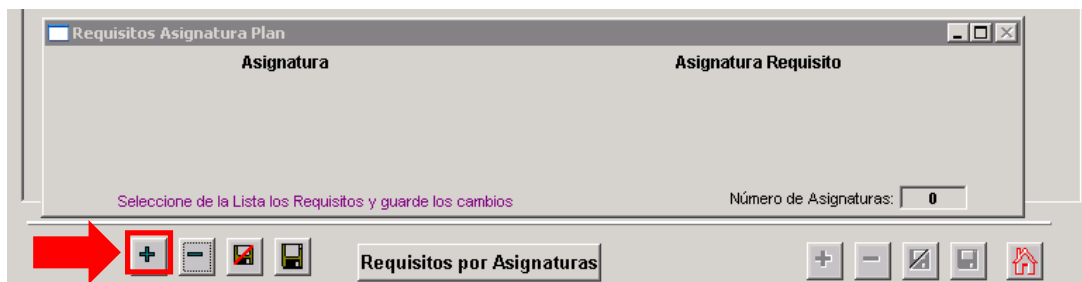 Requisitos Asignatura Plan
Asignatura Asignatura Requisito
Seleccione de la Lista los Requisitos y guarde los cambios Número de Asignaturas: 0
Requisitos por Asignaturas